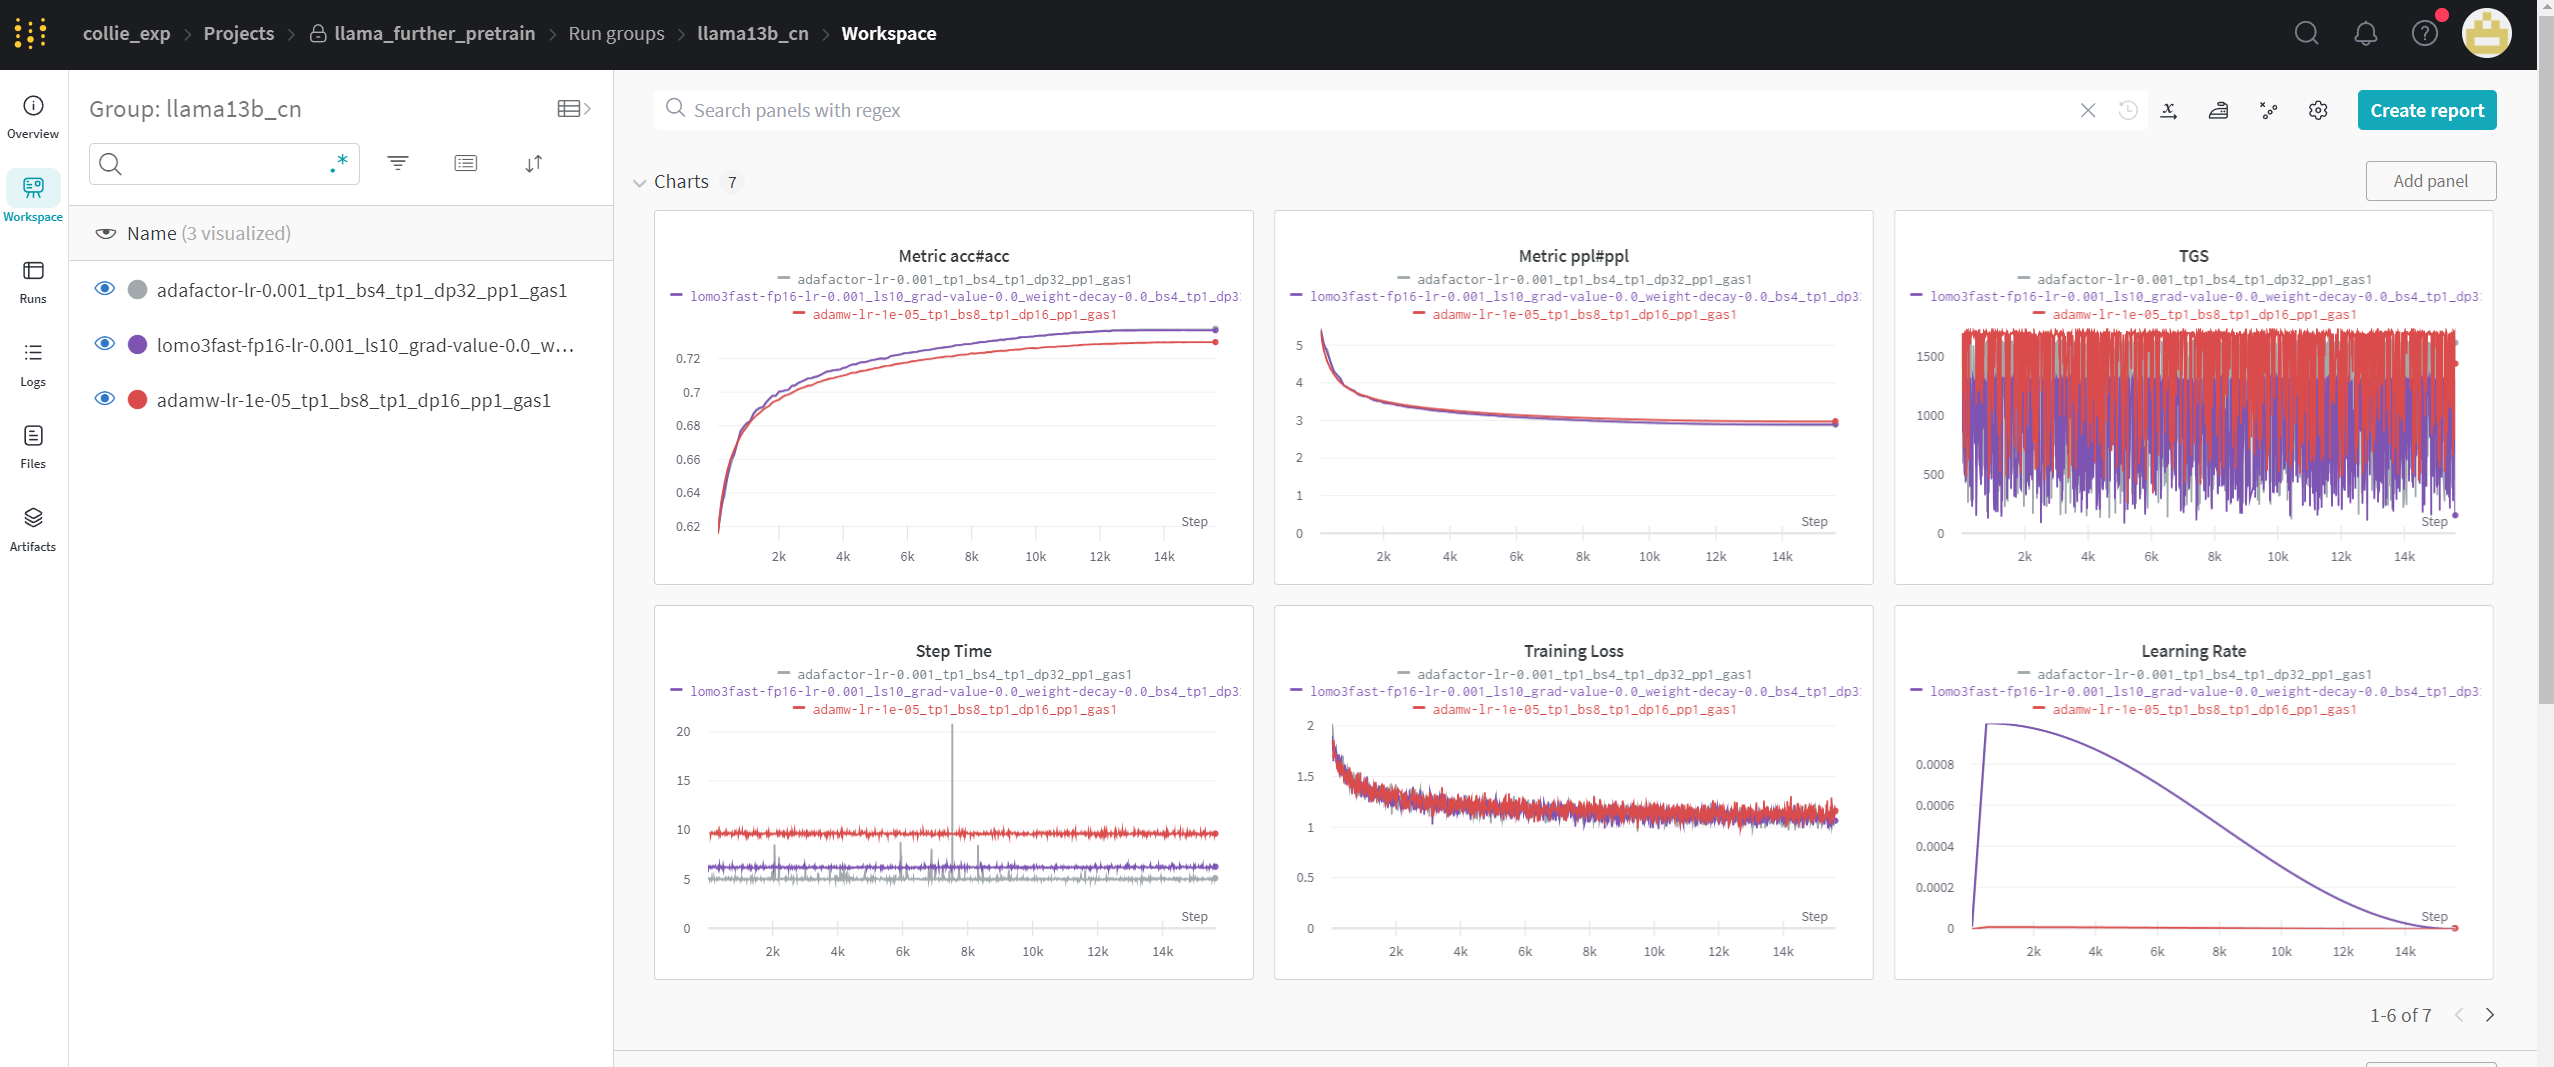 collie_exp > Projects > llama_further_pretrain > Run groups > llama13b_cn > Workspace
Overview
Workspace
Runs
Logs
Files
Artifacts
Group: llama13b_cn
.*
Name (3 visualized)
adafactor-lr-0.001_tp1_bs4_tp1_dp32_pp1_gas1
lomo3fast-fp16-lr-0.001_ls10_grad-value-0.0_w...
adamw-lr-1e-05_tp1_bs8_tp1_dp16_pp1_gas1
Search panels with regex
Create report
Charts 7
Add panel
Metric acc#acc
adafactor-lr-0.001_tp1_bs4_tp1_dp32_pp1_gas1
lomo3fast-fp16-lr-0.001_ls10_grad-value-0.0_weight-decay-0.0_bs4_tp1_dp3
adamw-lr-1e-05_tp1_bs8_tp1_dp16_pp1_gas1
0.72
0.7
0.68
0.66
0.64
0.62
Step
2k 4k 6k 8k 10k 12k 14k
Metric ppl#ppl
adafactor-lr-0.001_tp1_bs4_tp1_dp32_pp1_gas1
lomo3fast-fp16-lr-0.001_ls10_grad-value-0.0_weight-decay-0.0_bs4_tp1_dp3
adamw-lr-1e-05_tp1_bs8_tp1_dp16_pp1_gas1
5
4
3
2
1
0
Step
2k 4k 6k 8k 10k 12k 14k
TGS
adafactor-lr-0.001_tp1_bs4_tp1_dp32_pp1_gas1
lomo3fast-fp16-lr-0.001_ls10_grad-value-0.0_weight-decay-0.0_bs4_tp1_dp3
adamw-lr-1e-05_tp1_bs8_tp1_dp16_pp1_gas1
1500
1000
500
0
Step
2k 4k 6k 8k 10k 12k 14k
Step Time
adafactor-lr-0.001_tp1_bs4_tp1_dp32_pp1_gas1
lomo3fast-fp16-lr-0.001_ls10_grad-value-0.0_weight-decay-0.0_bs4_tp1_dp3
adamw-lr-1e-05_tp1_bs8_tp1_dp16_pp1_gas1
20
15
10
5
0
Step
2k 4k 6k 8k 10k 12k 14k
Training Loss
adafactor-lr-0.001_tp1_bs4_tp1_dp32_pp1_gas1
lomo3fast-fp16-lr-0.001_ls10_grad-value-0.0_weight-decay-0.0_bs4_tp1_dp3
adamw-lr-1e-05_tp1_bs8_tp1_dp16_pp1_gas1
2
1.5
1
0.5
0
Step
2k 4k 6k 8k 10k 12k 14k
Learning Rate
adafactor-lr-0.001_tp1_bs4_tp1_dp32_pp1_gas1
lomo3fast-fp16-lr-0.001_ls10_grad-value-0.0_weight-decay-0.0_bs4_tp1_dp3
adamw-lr-1e-05_tp1_bs8_tp1_dp16_pp1_gas1
0.0008
0.0006
0.0004
0.0002
0
Step
2k 4k 6k 8k 10k 12k 14k
1-6 of 7